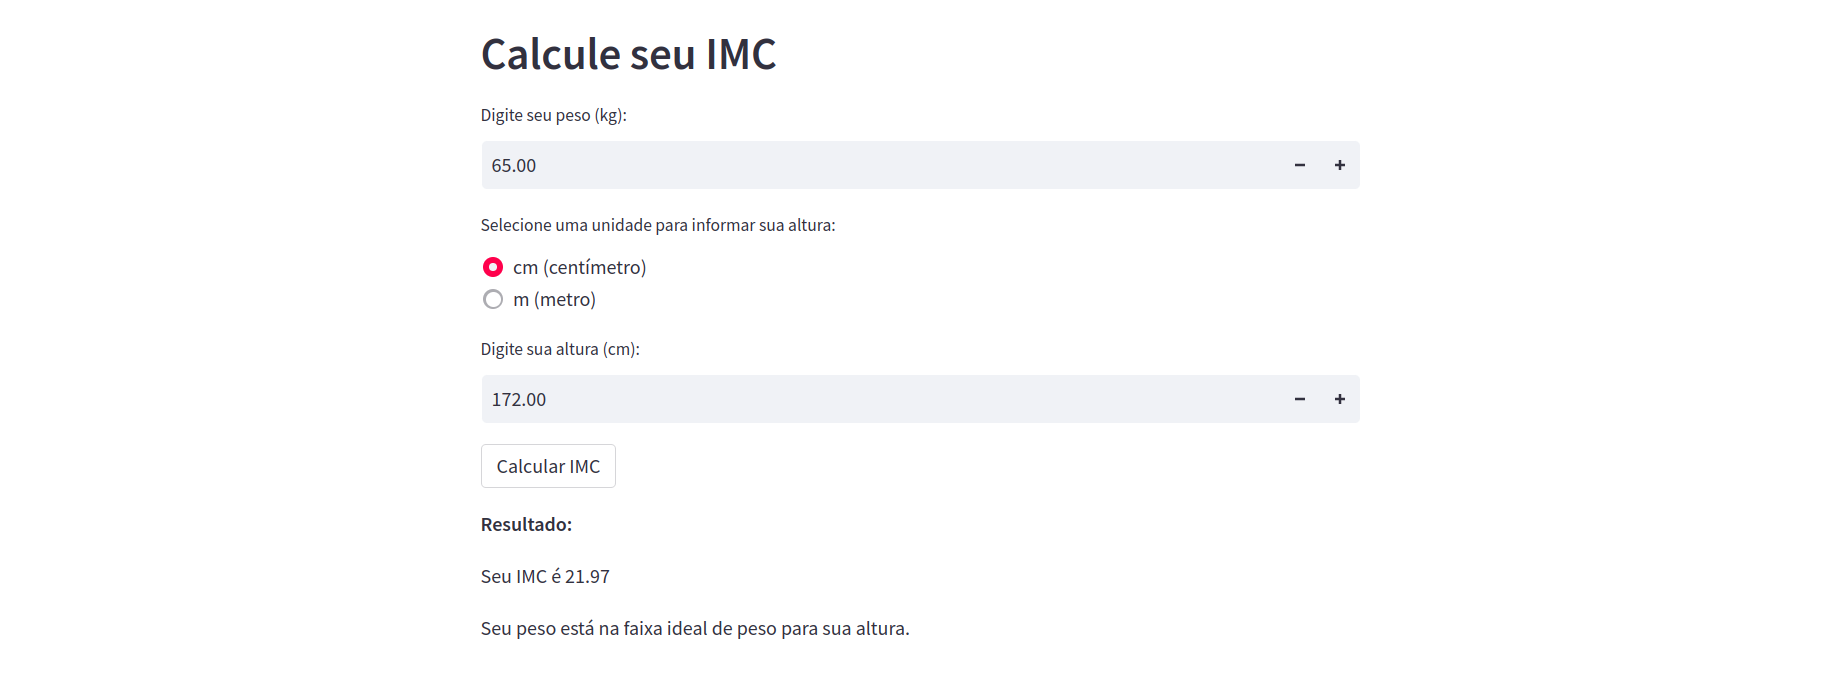 Calcule seu IMC
Digite seu peso (kg):
65.00
Selecione uma unidade para informar sua altura:
cm (centímetro)
m (metro)
Digite sua altura (cm):
172.00
Calcular IMC
Resultado:
Seu IMC é 21.97
Seu peso está na faixa ideal de peso para sua altura.